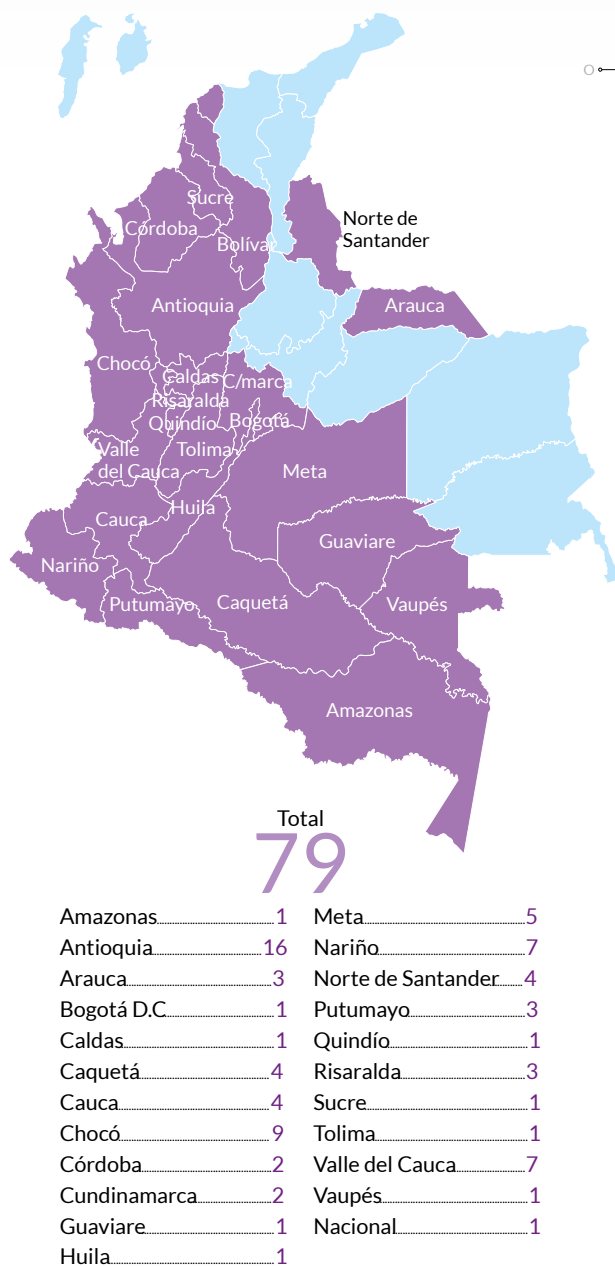 Sucre
Norte de
Santander
Córdoba
Bolívar
Antioquia
Arauca
Chocó
Caldas
C/marca
Risaralda
Quindío
Bogotá
Valle
del Cauca
Tolima
Meta
Huila
Cauca
Guaviare
Nariño
Putumayo
Caquetá
Vaupés
Amazonas
Total
79
Amazonas 1
Antioquia 16
Arauca 3
Bogotá D.C 1
Caldas 1
Caquetá 4
Cauca 4
Chocó 9
Córdoba 2
Cundinamarca 2
Guaviare 1
Huila 1
Meta 5
Nariño 7
Norte de Santander 4
Putumayo 3
Quindío 1
Risaralda 3
Sucre 1
Tolima 1
Valle del Cauca 7
Vaupés 1
Nacional 1